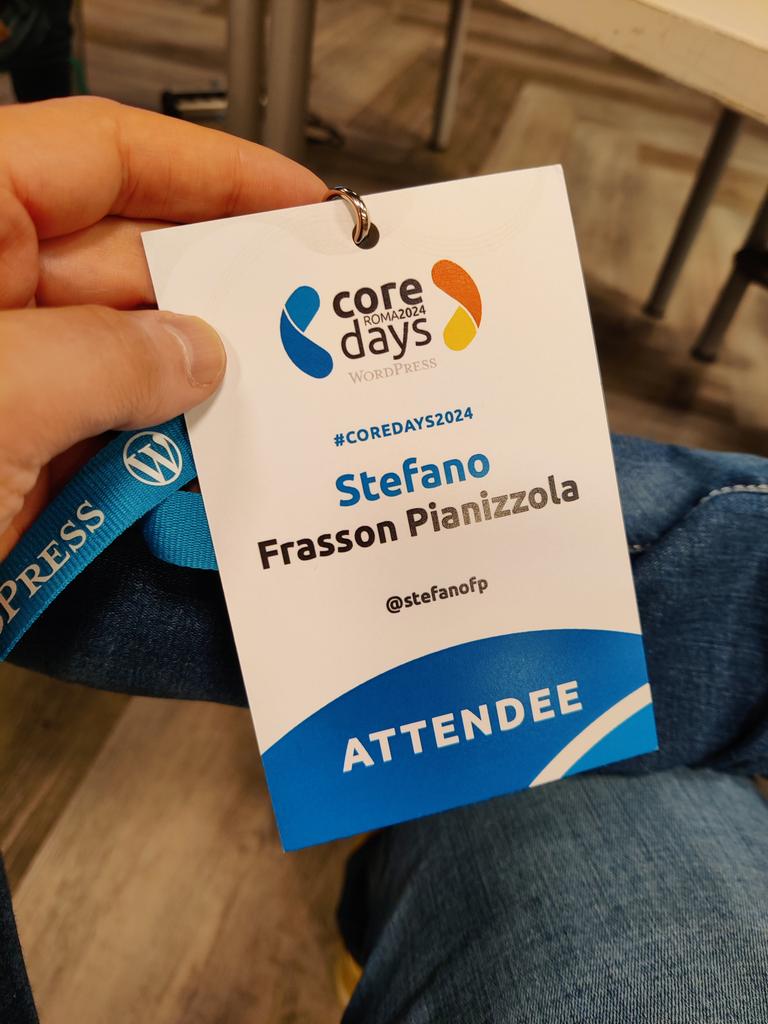 core
ROMA2024
days
WORDPRESS
#COREDAYS2024
Stefano
Frasson Pianizzola
@stefanofp
ATTENDEE
W
PRESS